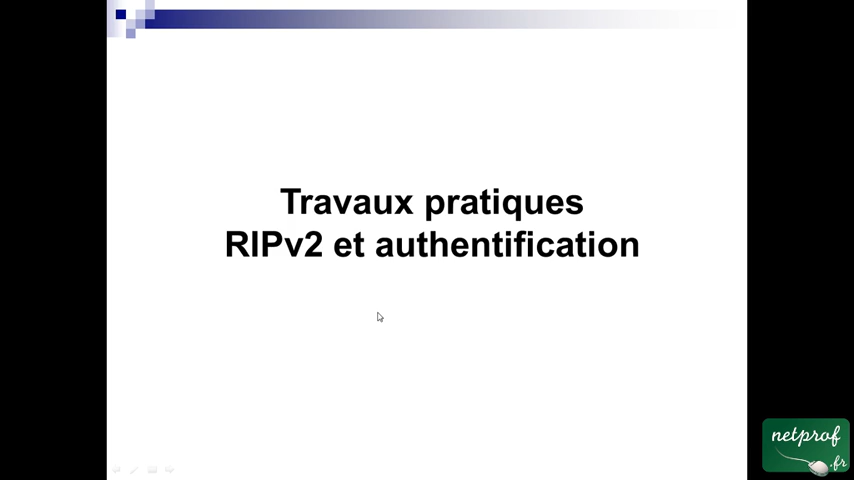 Travaux pratiques
RIPv2 et authentification
netprof
.fr